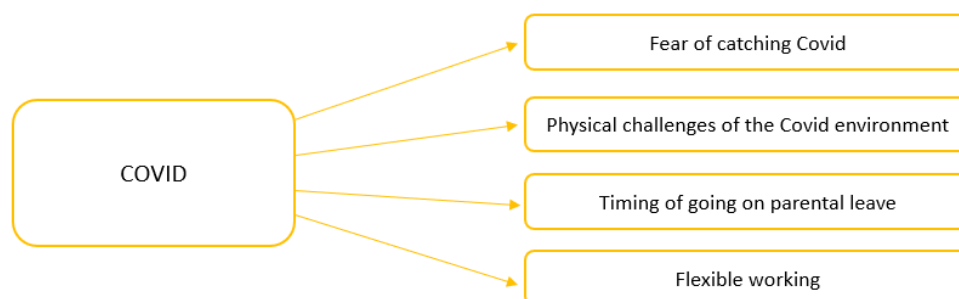 Fear of catching Covid
Physical challenges of the Covid environment
COVID
Timing of going on parental leave
Flexible working